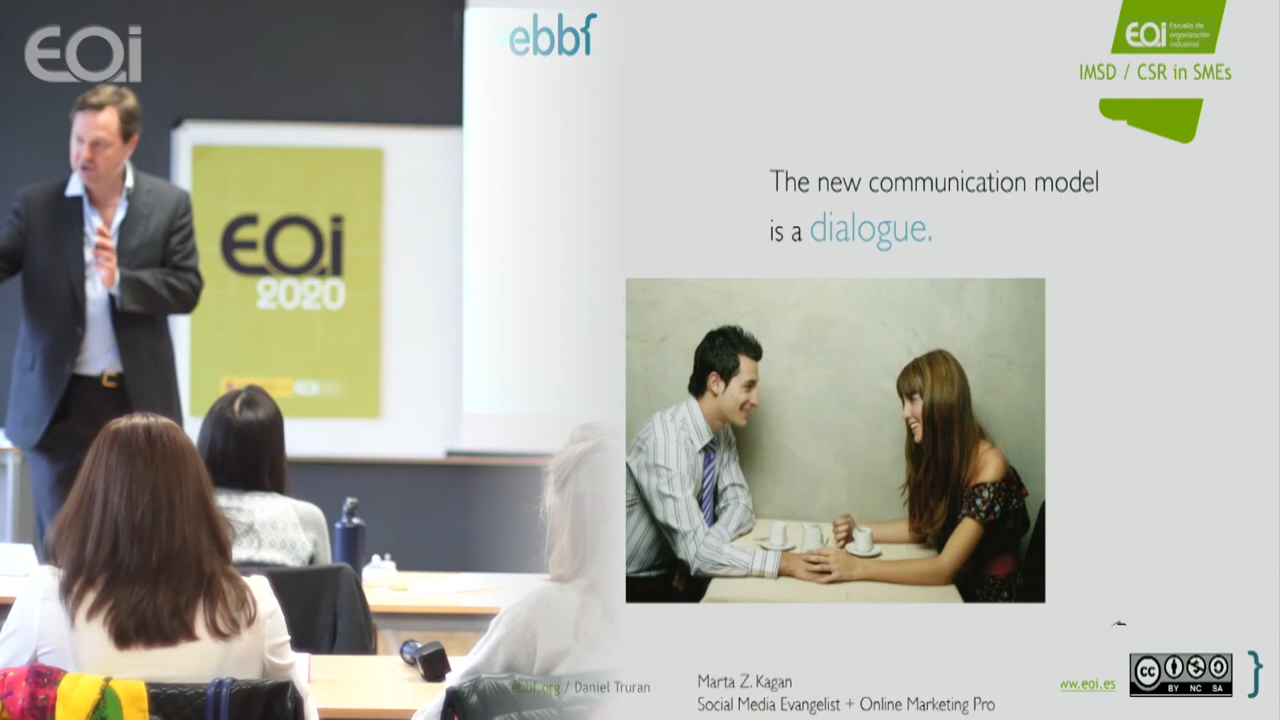 EOi
ebbf
EOi Escuela de
organización
industrial
IMSD / CSR in SMEs
The new communication model
is a dialogue.
EOi
2020
ebbf.org / Daniel Truran
Marta Z. Kagan
Social Media Evangelist + Online Marketing Pro
ww.eoi.es
cc
BY NC SA